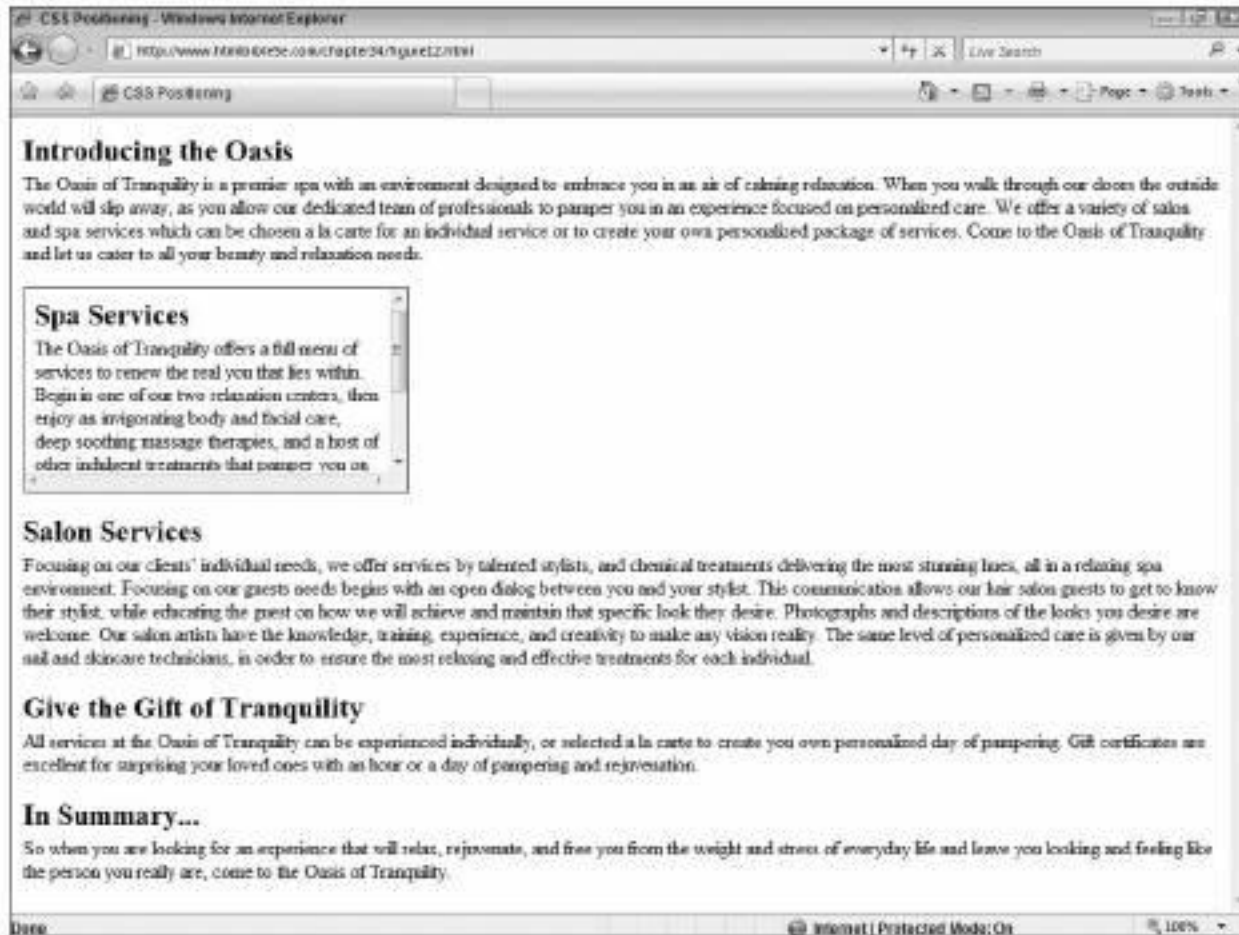 CSS Positioning - Windows Internet Explorer
Live Search
CSS Positioning
Page Tools
Introducing the Oasis
The Oasis of Tranquility is a premier spa with an environment designed to embrace you in an air of calming relaxation. When you walk through our doors the outside
world will slip away, as you allow our dedicated team of professionals to pamper you in an experience focused on personalized care. We offer a variety of salon
and spa services which can be chosen a la carte for an individual service or to create your own personalized package of services. Come to the Oasis of Tranquility
and let us cater to all your beauty and relaxation needs.
Spa Services
The Oasis of Tranquility offers a full menu of
services to renew the real you that lies within.
Begin in one of our two relaxation centers, then
enjoy an invigorating body and facial care,
deep soothing massage therapies, and a host of
other indulgent treatments that pamper you on
Salon Services
Focusing on our clients' individual needs, we offer services by talented stylists, and chemical treatments delivering the most stunning hues, all in a relaxing spa
environment. Focusing on our guests needs begins with an open dialog between you and your stylist. This communication allows our hair salon guests to get to know
their stylist, while educating the guest on how we will achieve and maintain that specific look they desire. Photographs and descriptions of the looks you desire are
welcome. Our salon artists have the knowledge, training, experience, and creativity to make any vision reality. The same level of personalized care is given by our
nail and skincare technicians, in order to ensure the most relaxing and effective treatments for each individual.
Give the Gift of Tranquility
All services at the Oasis of Tranquility can be experienced individually, or selected a la carte to create you own personalized day of pampering. Gift certificates are
excellent for surprising your loved ones with an hour or a day of pampering and rejuvenation.
In Summary...
So when you are looking for an experience that will relax, rejuvenate, and free you from the weight and stress of everyday life and leave you looking and feeling like
the person you really are, come to the Oasis of Tranquility.
Done
Internet | Protected Mode: On
100%